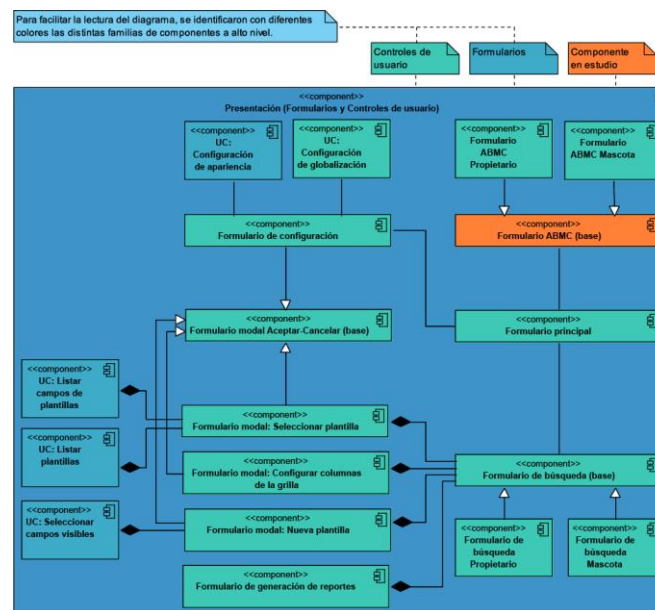 Para facilitar la lectura del diagrama, se identificaron con diferentes
colores las distintas familias de componentes a alto nivel.
Controles de
usuario
Formularios
Componente
en estudio
<<component>>
Presentación (Formularios y Controles de usuario)
<<component>>
UC:
Configuración
de apariencia
<<component>>
UC:
Configuración
de globalización
<<component>>
Formulario
ABMC
Propietario
<<component>>
Formulario
ABMC Mascota
<<component>>
Formulario de configuración
<<component>>
Formulario ABMC (base)
<<component>>
Formulario modal Aceptar-Cancelar (base)
<<component>>
Formulario principal
<<component>>
UC: Listar
campos de
plantillas
<<component>>
Formulario modal: Seleccionar plantilla
<<component>>
UC: Listar
plantillas
<<component>>
Formulario modal: Configurar columnas
de la grilla
<<component>>
Formulario de búsqueda (base)
<<component>>
UC: Seleccionar
campos visibles
<<component>>
Formulario modal: Nueva plantilla
<<component>>
Formulario de
búsqueda
Propietario
<<component>>
Formulario de
búsqueda
Mascota
<<component>>
Formulario de generación de reportes